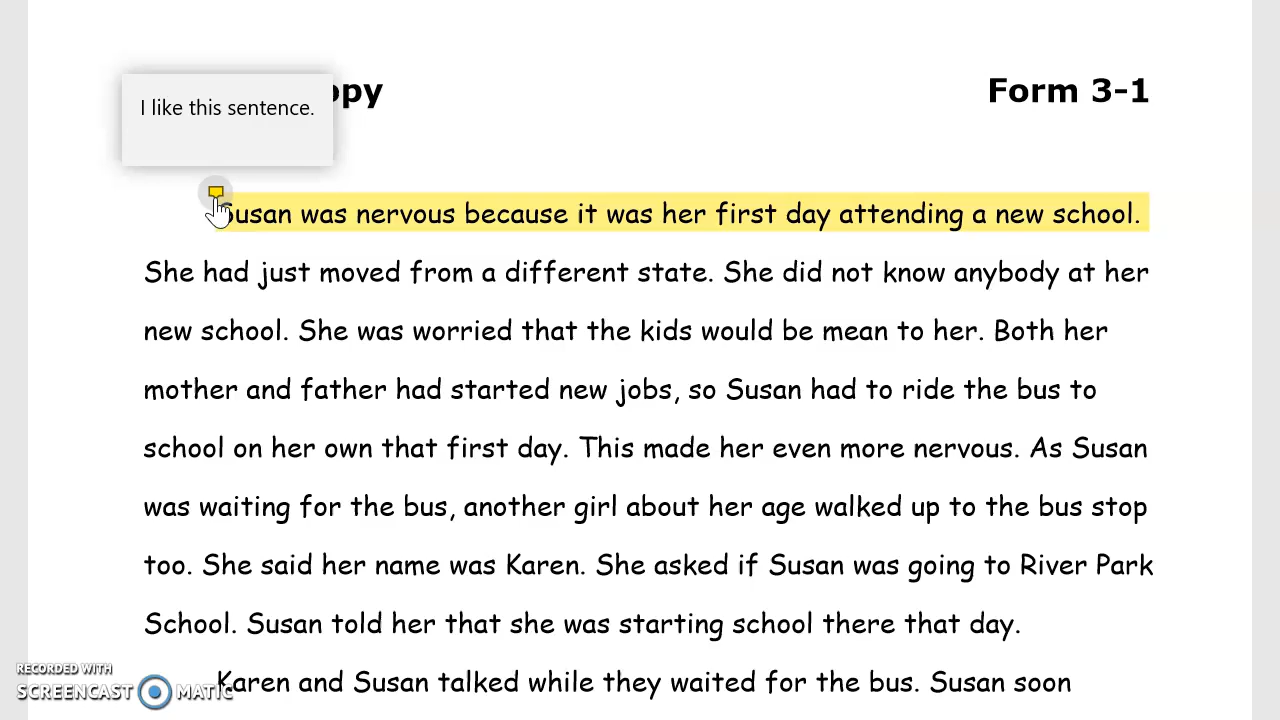 opy Form 3-1
I like this sentence.
Susan was nervous because it was her first day attending a new school.
She had just moved from a different state. She did not know anybody at her
new school. She was worried that the kids would be mean to her. Both her
mother and father had started new jobs, so Susan had to ride the bus to
school on her own that first day. This made her even more nervous. As Susan
was waiting for the bus, another girl about her age walked up to the bus stop
too. She said her name was Karen. She asked if Susan was going to River Park
School. Susan told her that she was starting school there that day.
Karen and Susan talked while they waited for the bus. Susan soon
RECORDED WITH
SCREENCAST MATIC